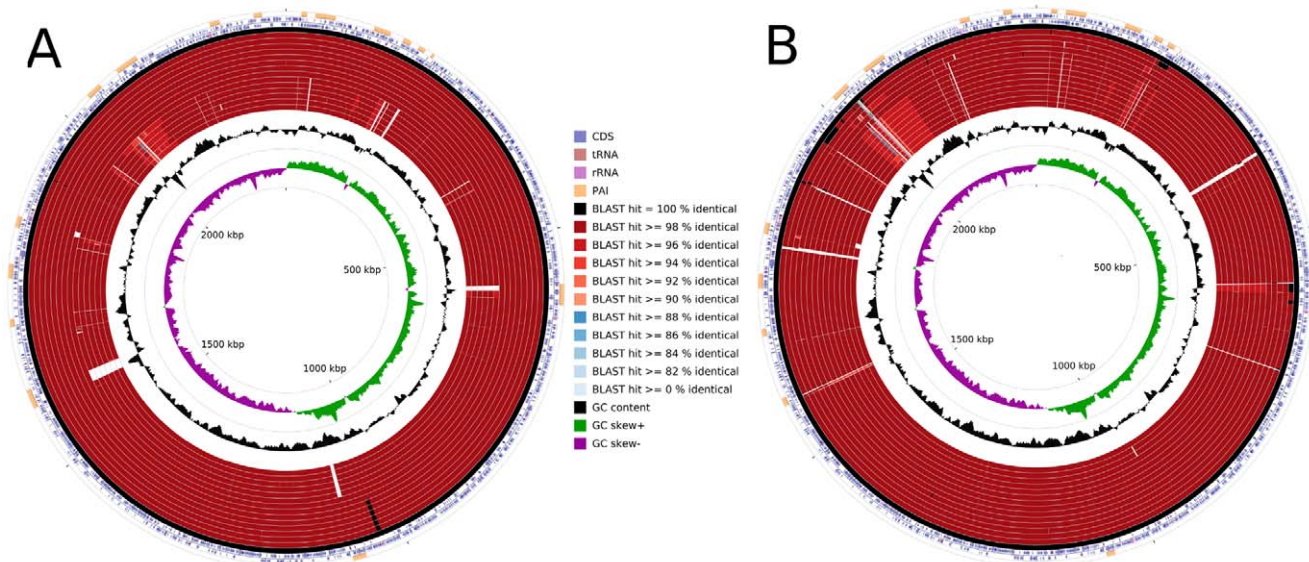 A
B
CDS
tRNA
rRNA
PAI
BLAST hit = 100 % identical
BLAST hit >= 98 % identical
BLAST hit >= 96 % identical
BLAST hit >= 94 % identical
BLAST hit >= 92 % identical
BLAST hit >= 90 % identical
BLAST hit >= 88 % identical
BLAST hit >= 86 % identical
BLAST hit >= 84 % identical
BLAST hit >= 82 % identical
BLAST hit >= 0 % identical
GC content
GC skew+
GC skew-
2000 kbp
500 kbp
1500 kbp
1000 kbp
2000 kbp
500 kbp
1500 kbp
1000 kbp